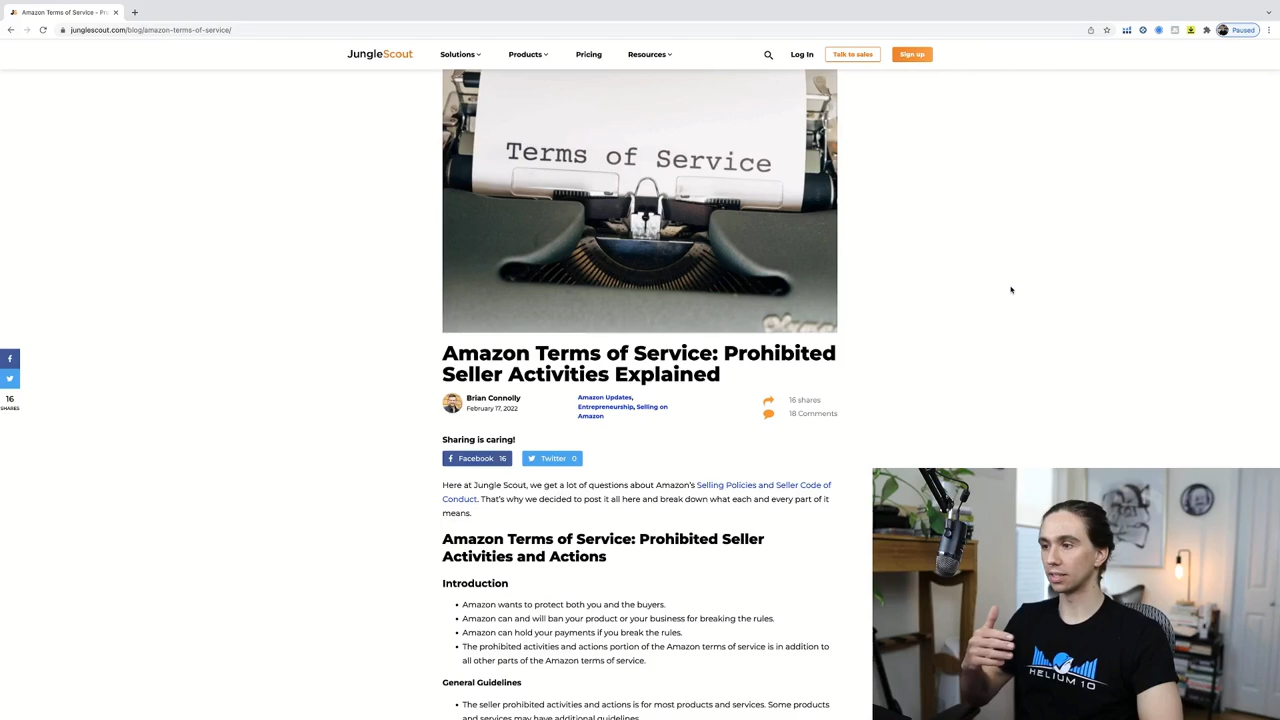 Amazon Terms of Service - Pr
junglescout.com/blog/amazon-terms-of-service/
Paused
JungleScout
Solutions
Products
Pricing
Resources
Log In
Talk to sales
Sign up
Terms of Service
Amazon Terms of Service: Prohibited
Seller Activities Explained
Brian Connolly
February 17, 2022
Amazon Updates,
Entrepreneurship, Selling on
Amazon
16 shares
18 Comments
16
SHARES
Sharing is caring!
Facebook 16
Twitter 0
Here at Jungle Scout, we get a lot of questions about Amazon's Selling Policies and Seller Code of
Conduct. That's why we decided to post it all here and break down what each and every part of it
means.
Amazon Terms of Service: Prohibited Seller
Activities and Actions
Introduction
• Amazon wants to protect both you and the buyers.
• Amazon can and will ban your product or your business for breaking the rules.
• Amazon can hold your payments if you break the rules.
• The prohibited activities and actions portion of the Amazon terms of service is in addition to
all other parts of the Amazon terms of service.
General Guidelines
• The seller prohibited activities and actions is for most products and services. Some products
and services may have additional guidelines.
HELIUM 10